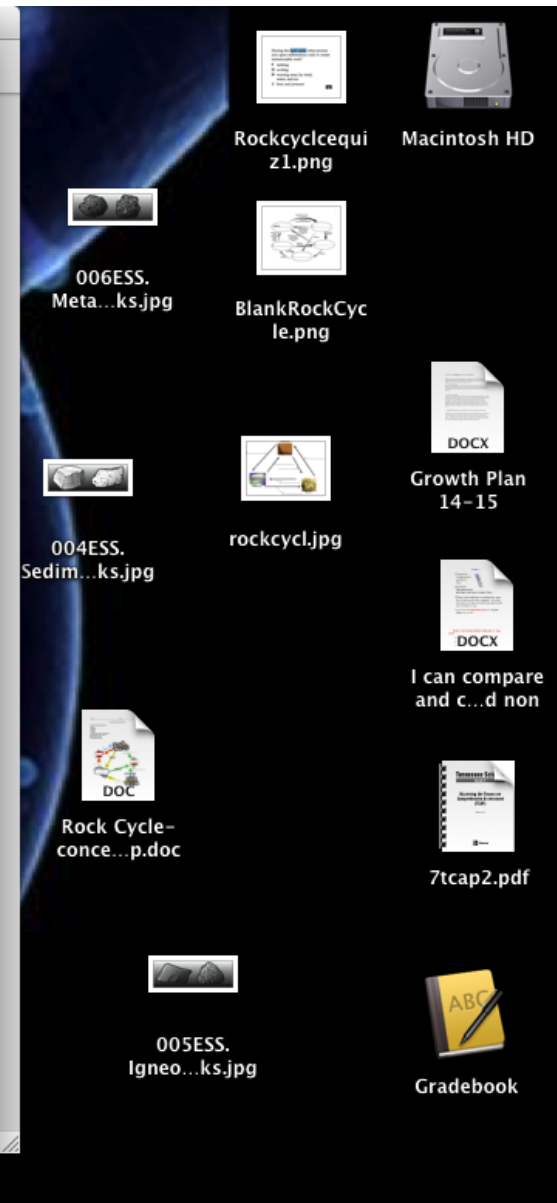 Rockcyclcequi
z1.png
Macintosh HD
006ESS.
Meta...ks.jpg
BlankRockCyc
le.png
DOCX
Growth Plan
14-15
004ESS.
Sedim...ks.jpg
rockcycl.jpg
DOCX
I can compare
and c...d non
DOC
Rock Cycle-
conce...p.doc
7tcap2.pdf
005ESS.
Igneo...ks.jpg
ABC
Gradebook